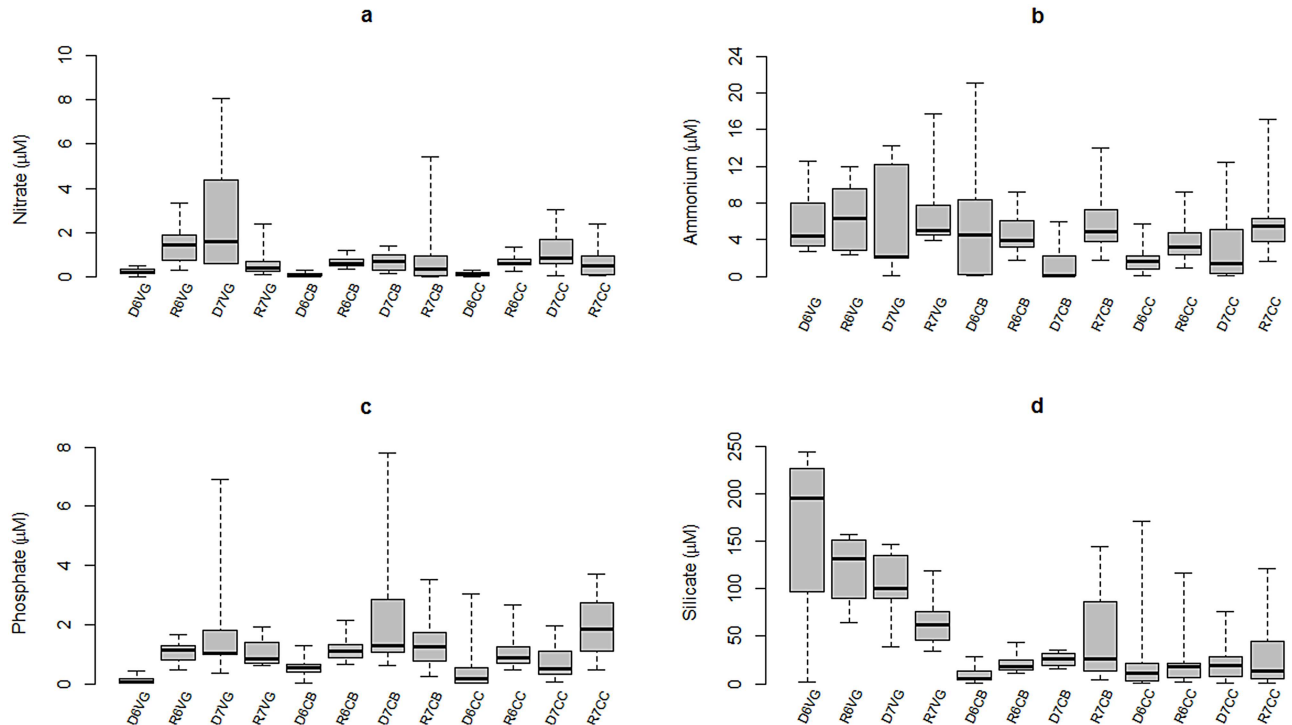 a
Nitrate (µM)
10
8
6
4
2
0
D6VG R6VG D7VG R7VG D6CB R6CB D7CB R7CB D6CC R6CC D7CC R7CC
b
Ammonium (µM)
24
20
16
12
8
4
0
D6VG R6VG D7VG R7VG D6CB R6CB D7CB R7CB D6CC R6CC D7CC R7CC
c
Phosphate (µM)
8
6
4
2
0
D6VG R6VG D7VG R7VG D6CB R6CB D7CB R7CB D6CC R6CC D7CC R7CC
d
Silicate (µM)
250
200
150
100
50
0
D6VG R6VG D7VG R7VG D6CB R6CB D7CB R7CB D6CC R6CC D7CC R7CC